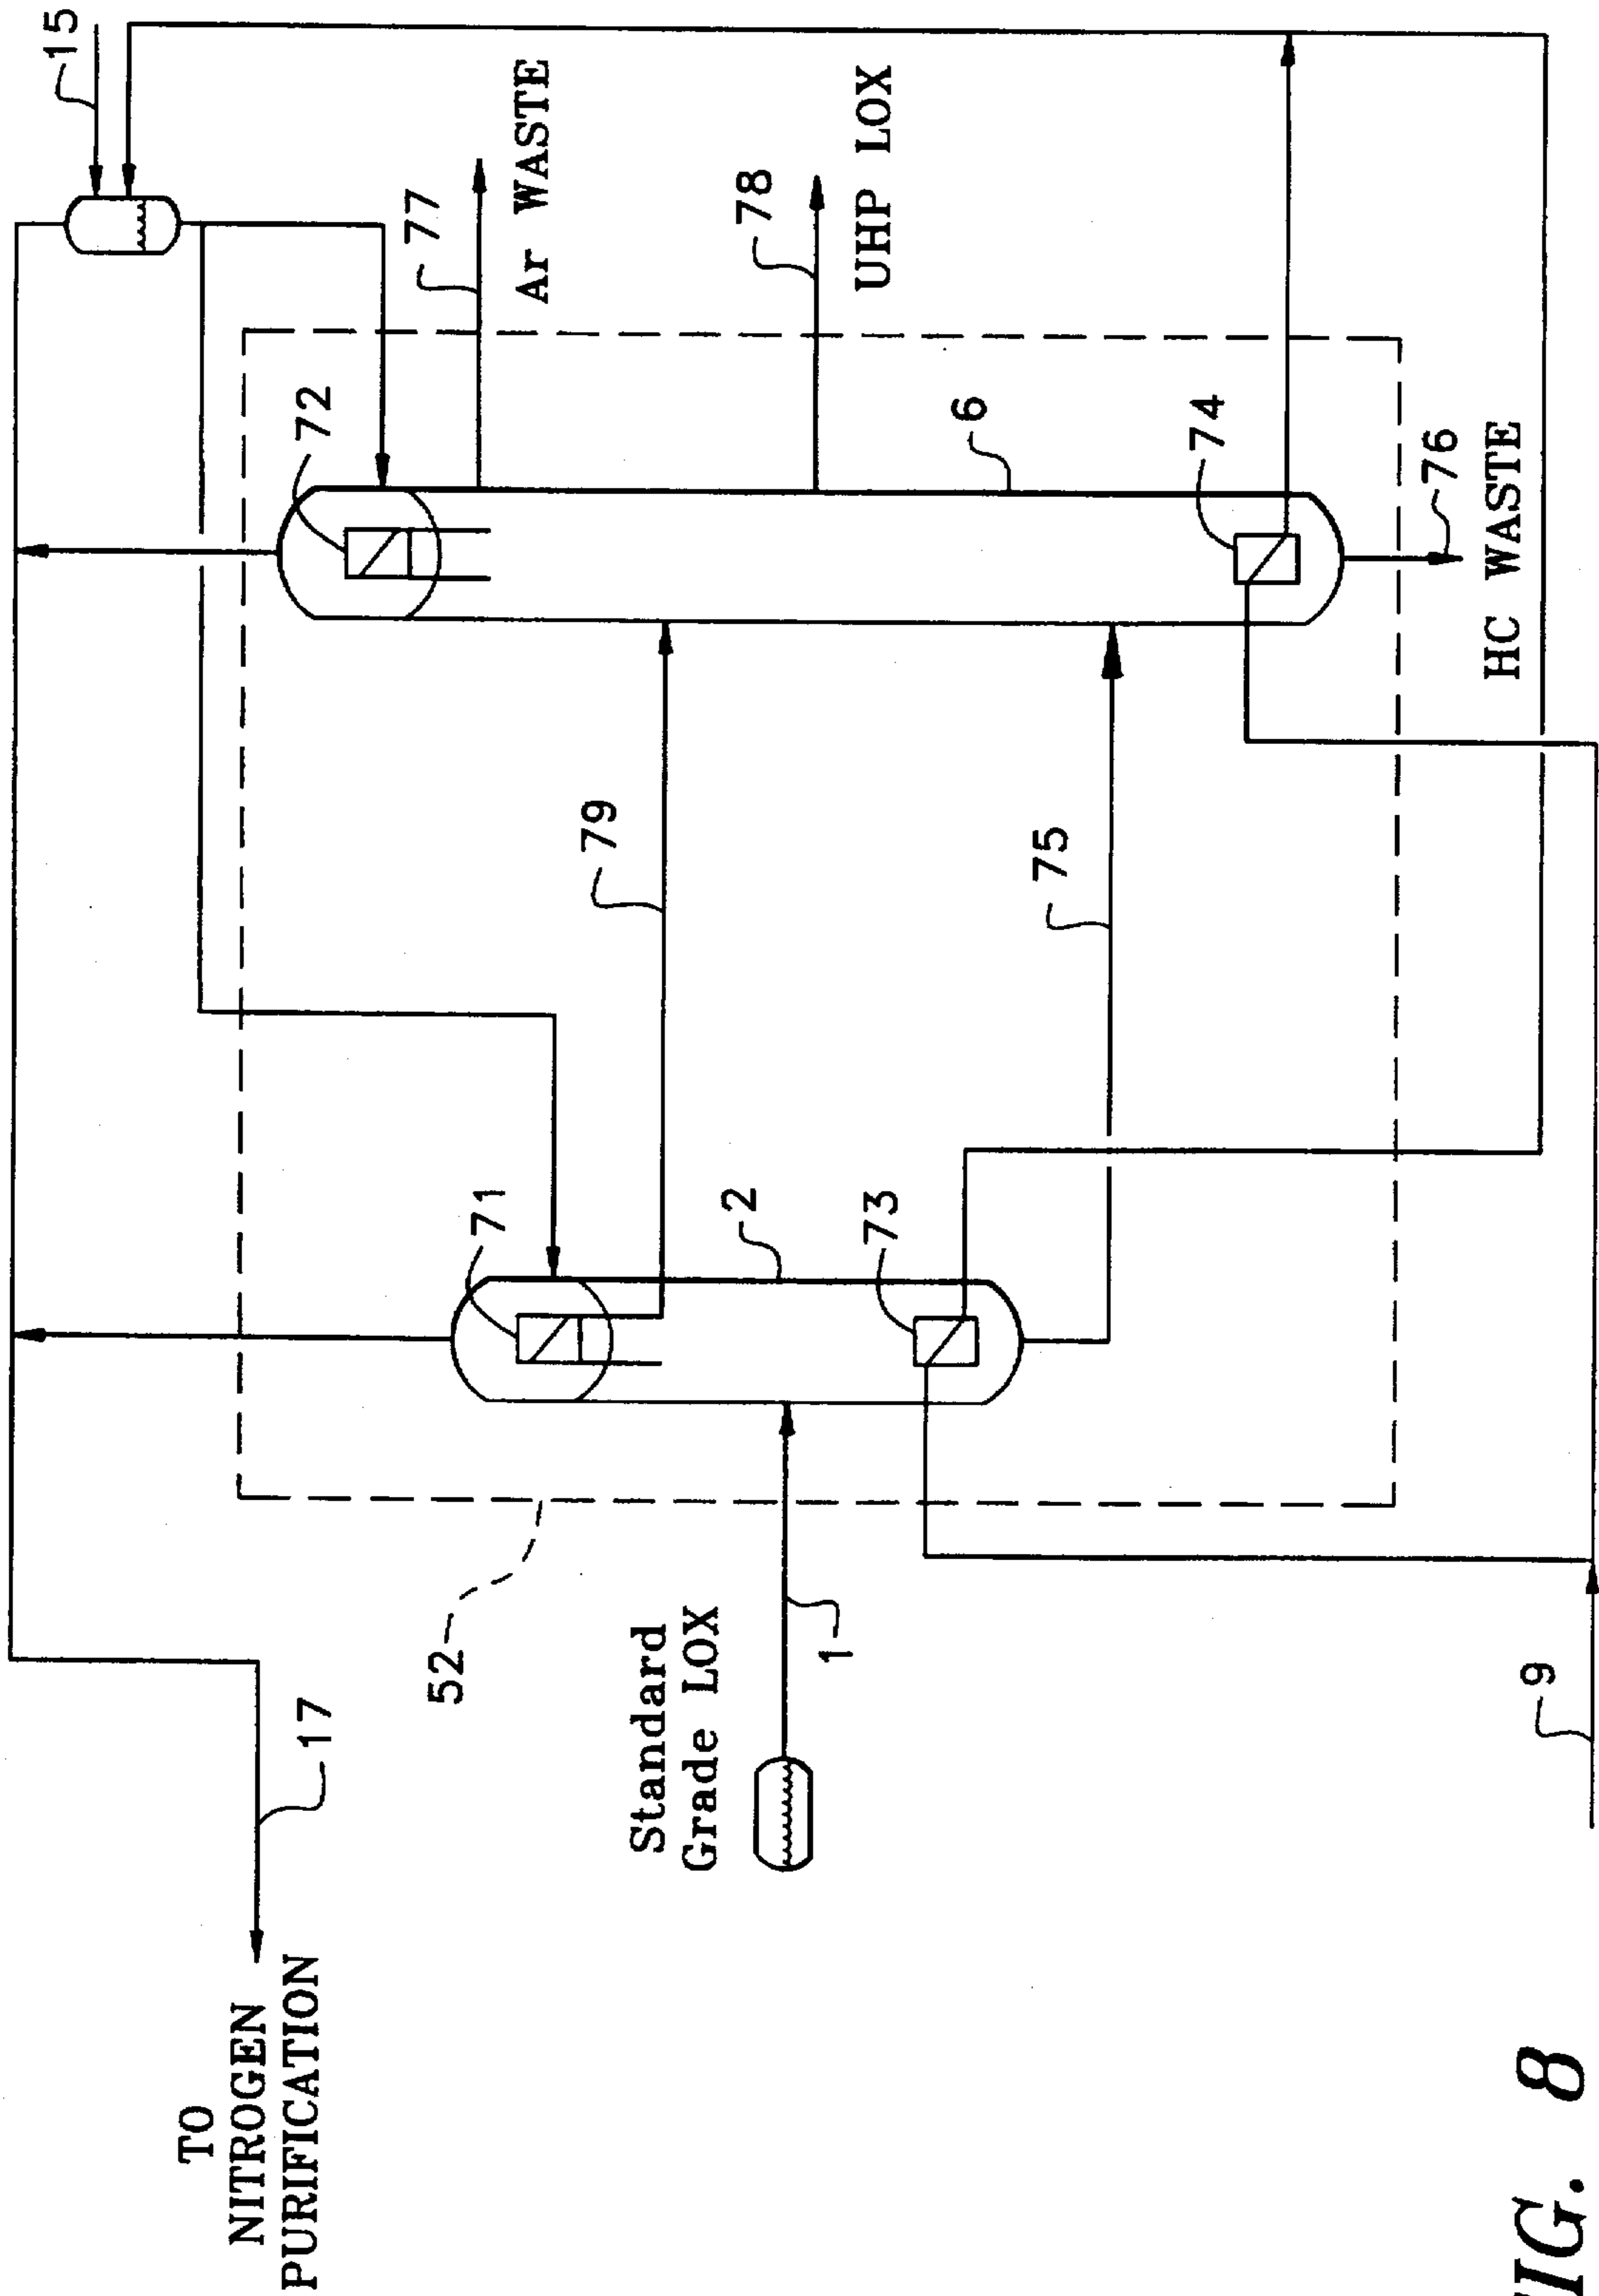 15
72
77
Ar WASTE
78
UHP LOX
6
74
76
HC WASTE
79
75
71
2
73
52
17
TO
NITROGEN
PURIFICATION
Standard
Grade LOX
1
9
FIG. 8